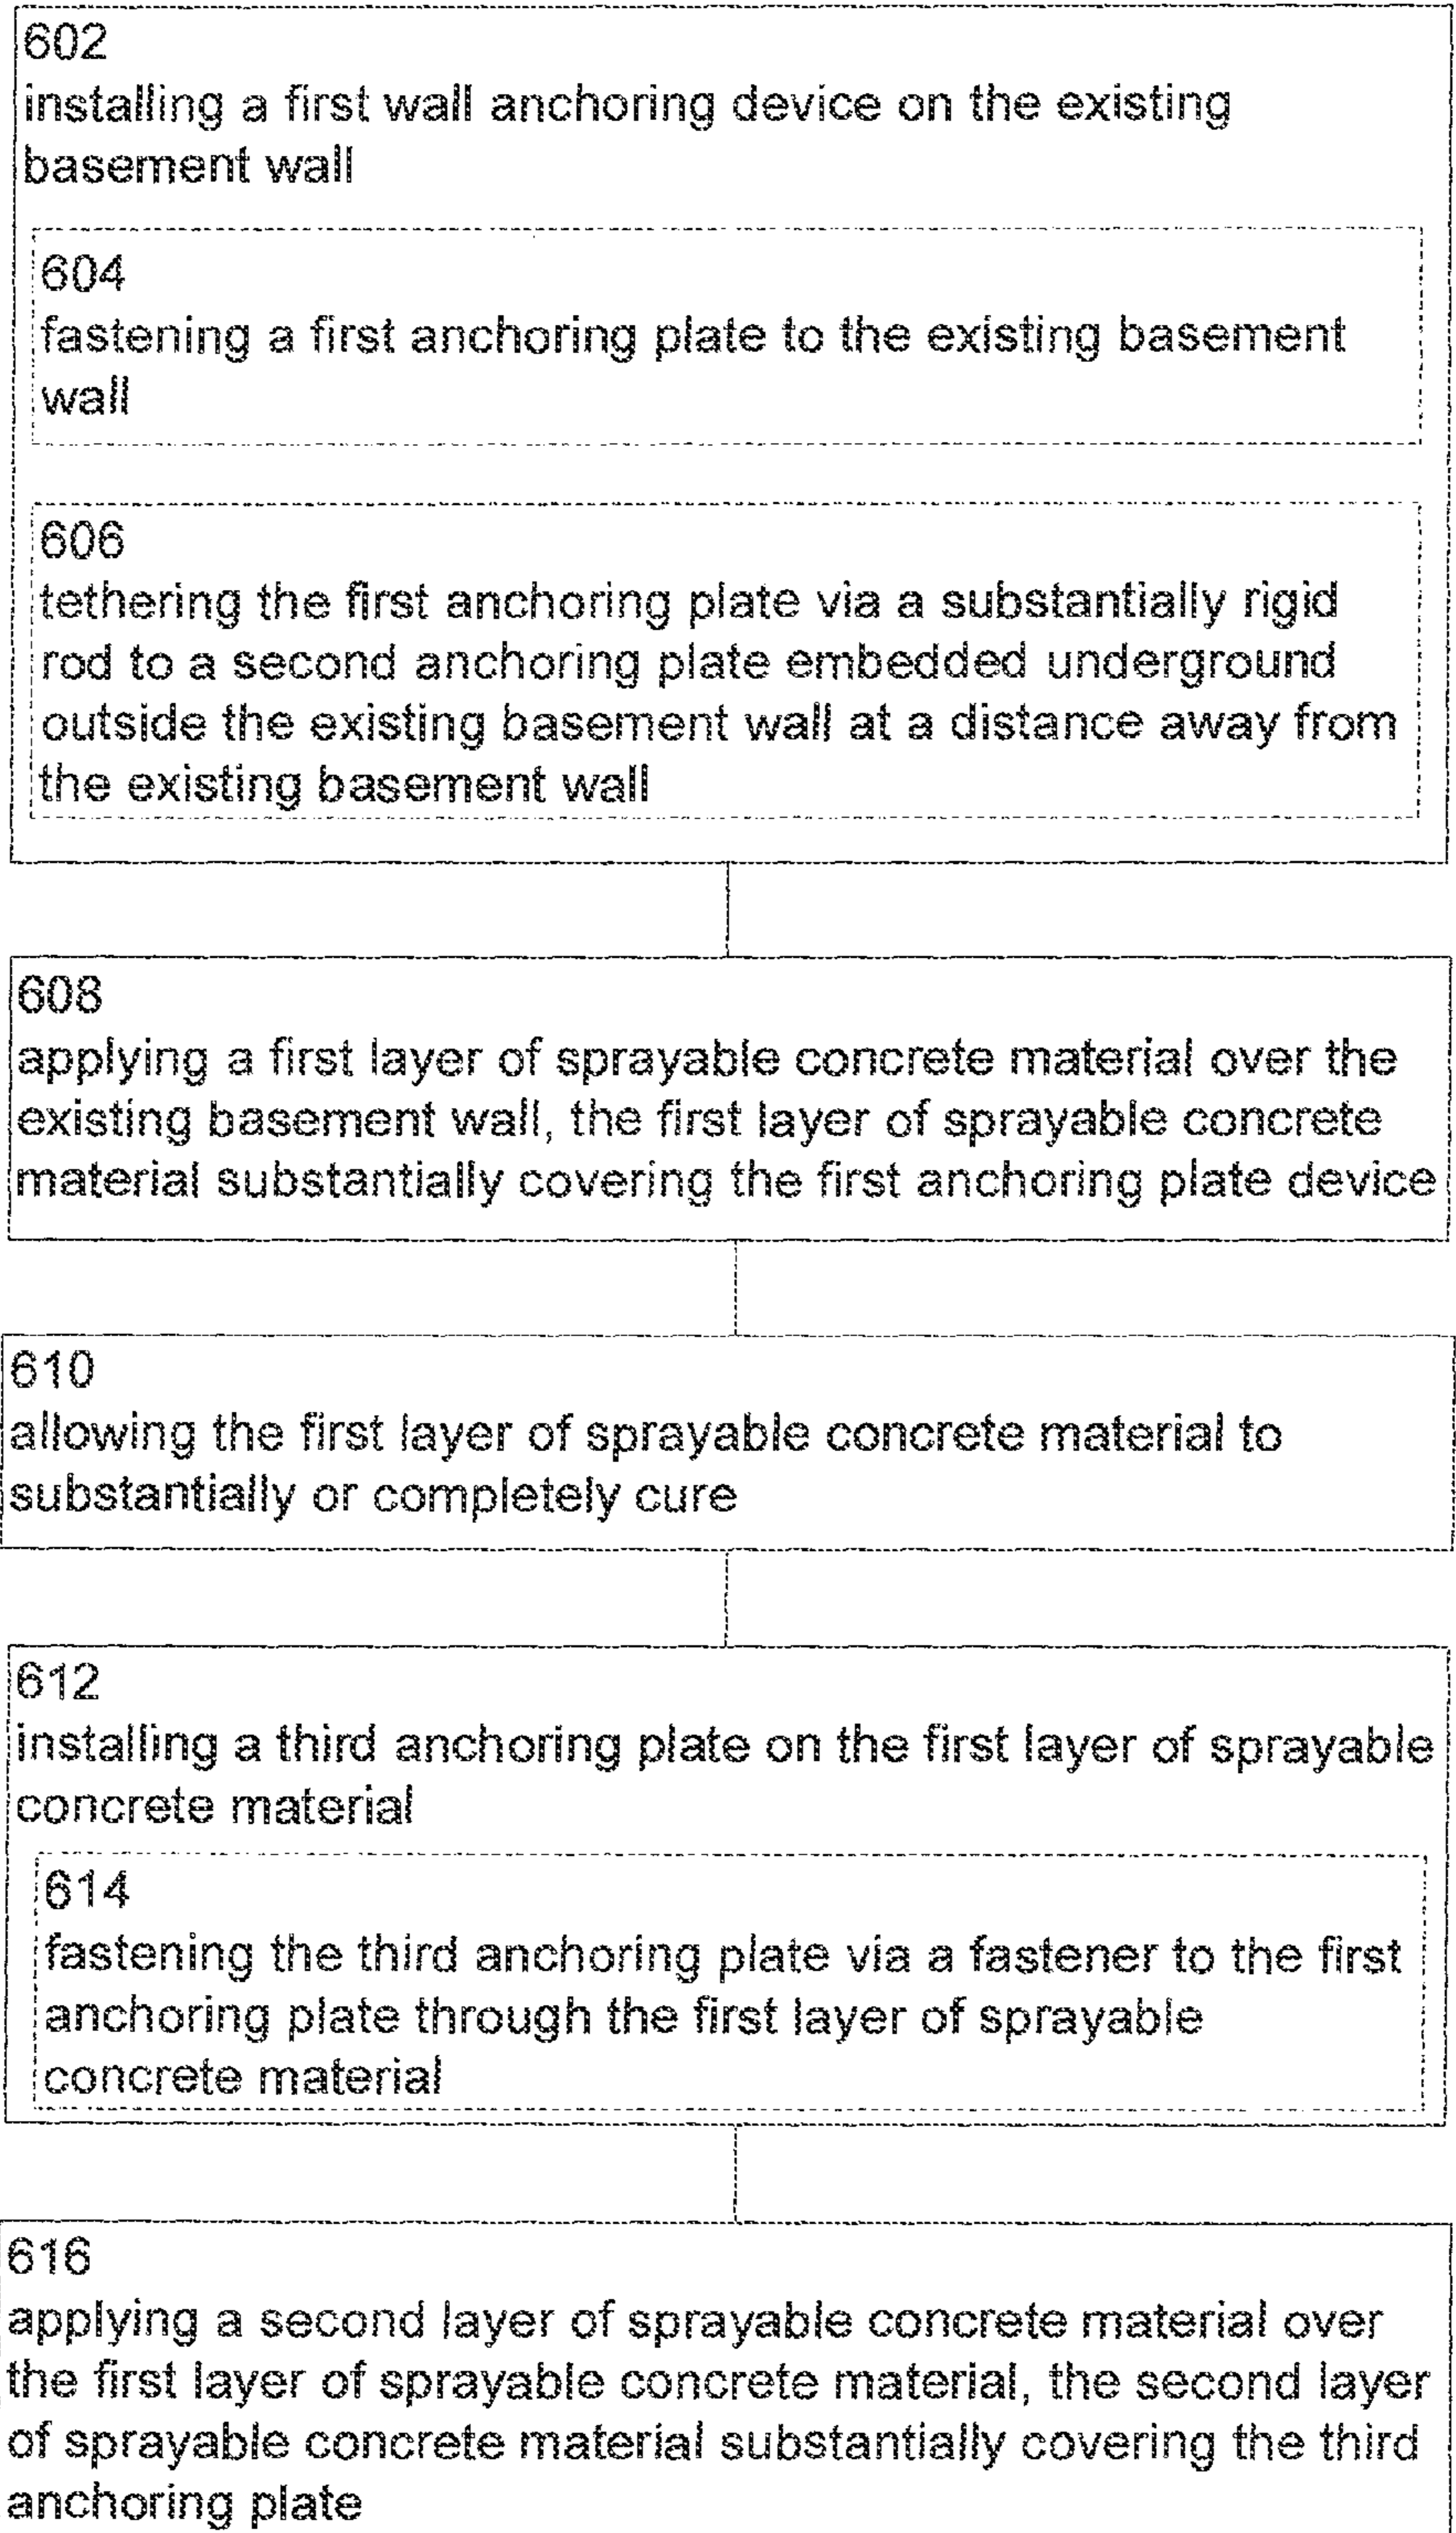 602
installing a first wall anchoring device on the existing
basement wall
604
fastening a first anchoring plate to the existing basement
wall
606
tethering the first anchoring plate via a substantially rigid
rod to a second anchoring plate embedded underground
outside the existing basement wall at a distance away from
the existing basement wall
608
applying a first layer of sprayable concrete material over the
existing basement wall, the first layer of sprayable concrete
material substantially covering the first anchoring plate device
610
allowing the first layer of sprayable concrete material to
substantially or completely cure
612
installing a third anchoring plate on the first layer of sprayable
concrete material
614
fastening the third anchoring plate via a fastener to the first
anchoring plate through the first layer of sprayable
concrete material
616
applying a second layer of sprayable concrete material over
the first layer of sprayable concrete material, the second layer
of sprayable concrete material substantially covering the third
anchoring plate